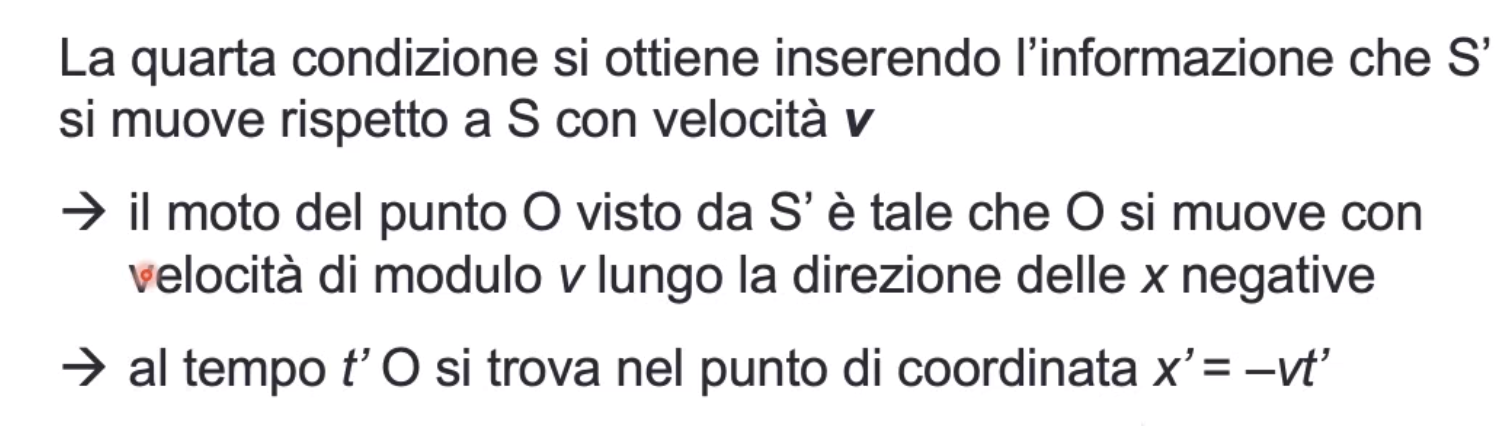 La quarta condizione si ottiene inserendo l’informazione che S’
si muove rispetto a S con velocità v
→ il moto del punto O visto da S’ è tale che O si muove con
velocità di modulo v lungo la direzione delle x negative
→ al tempo t’ O si trova nel punto di coordinata x’ = –vt’